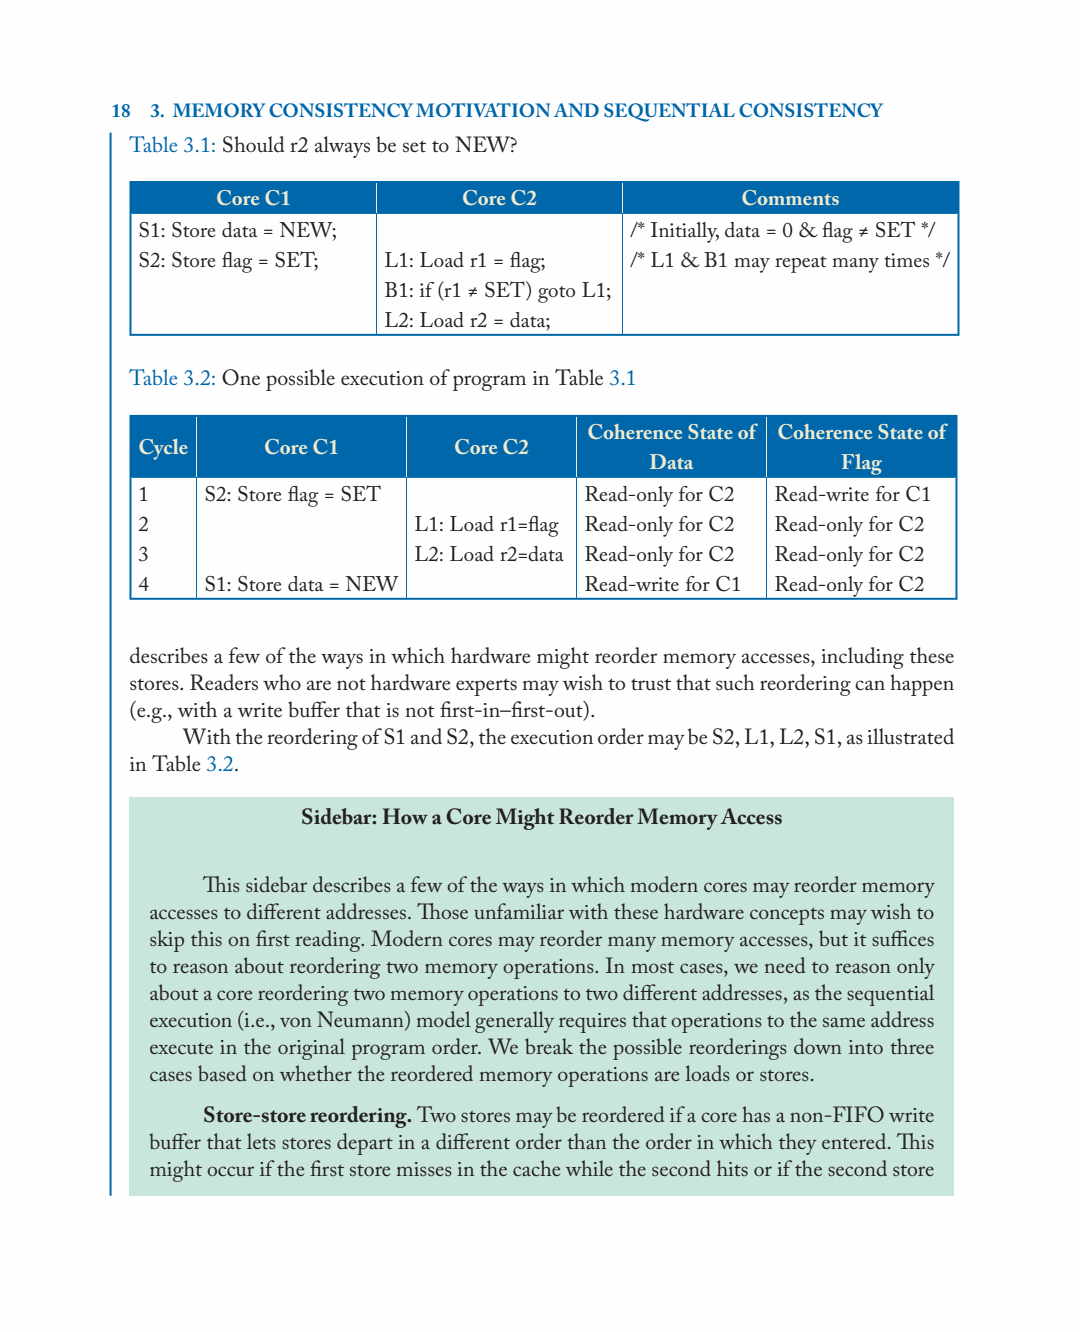 18 3. MEMORY CONSISTENCY MOTIVATION AND SEQUENTIAL CONSISTENCY
Table 3.1: Should r2 always be set to NEW?
Core C1 Core C2 Comments
S1: Store data = NEW; /* Initially, data = 0 & flag ≠ SET */
S2: Store flag = SET; L1: Load r1 = flag; /* L1 & B1 may repeat many times */
B1: if (r1 ≠ SET) goto L1;
L2: Load r2 = data;
Table 3.2: One possible execution of program in Table 3.1
Cycle Core C1 Core C2 Coherence State of Data Coherence State of Flag
1 S2: Store flag = SET Read-only for C2 Read-write for C1
2 L1: Load r1=flag Read-only for C2 Read-only for C2
3 L2: Load r2=data Read-only for C2 Read-only for C2
4 S1: Store data = NEW Read-write for C1 Read-only for C2
describes a few of the ways in which hardware might reorder memory accesses, including these
stores. Readers who are not hardware experts may wish to trust that such reordering can happen
(e.g., with a write buffer that is not first-in–first-out).
With the reordering of S1 and S2, the execution order may be S2, L1, L2, S1, as illustrated
in Table 3.2.
Sidebar: How a Core Might Reorder Memory Access
This sidebar describes a few of the ways in which modern cores may reorder memory
accesses to different addresses. Those unfamiliar with these hardware concepts may wish to
skip this on first reading. Modern cores may reorder many memory accesses, but it suffices
to reason about reordering two memory operations. In most cases, we need to reason only
about a core reordering two memory operations to two different addresses, as the sequential
execution (i.e., von Neumann) model generally requires that operations to the same address
execute in the original program order. We break the possible reorderings down into three
cases based on whether the reordered memory operations are loads or stores.
Store-store reordering. Two stores may be reordered if a core has a non-FIFO write
buffer that lets stores depart in a different order than the order in which they entered. This
might occur if the first store misses in the cache while the second hits or if the second store